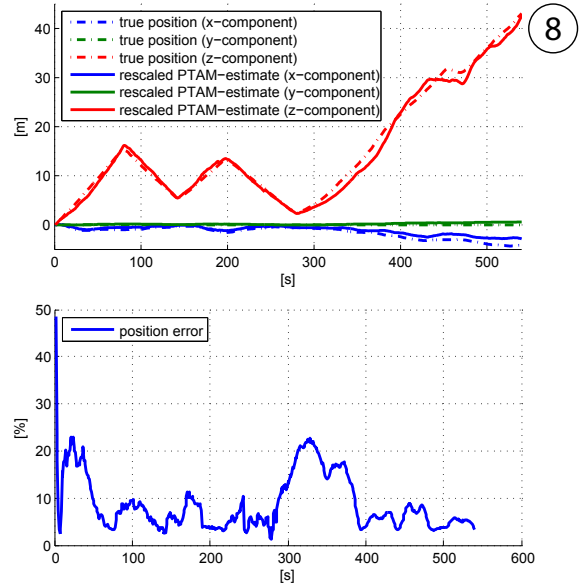 8
true position (x−component)
true position (y−component)
true position (z−component)
rescaled PTAM−estimate (x−component)
rescaled PTAM−estimate (y−component)
rescaled PTAM−estimate (z−component)
[m]
40
30
20
10
0
0 100 200 300 400 500
[s]
position error
[%]
50
40
30
20
10
0
0 100 200 300 400 500 600
[s]